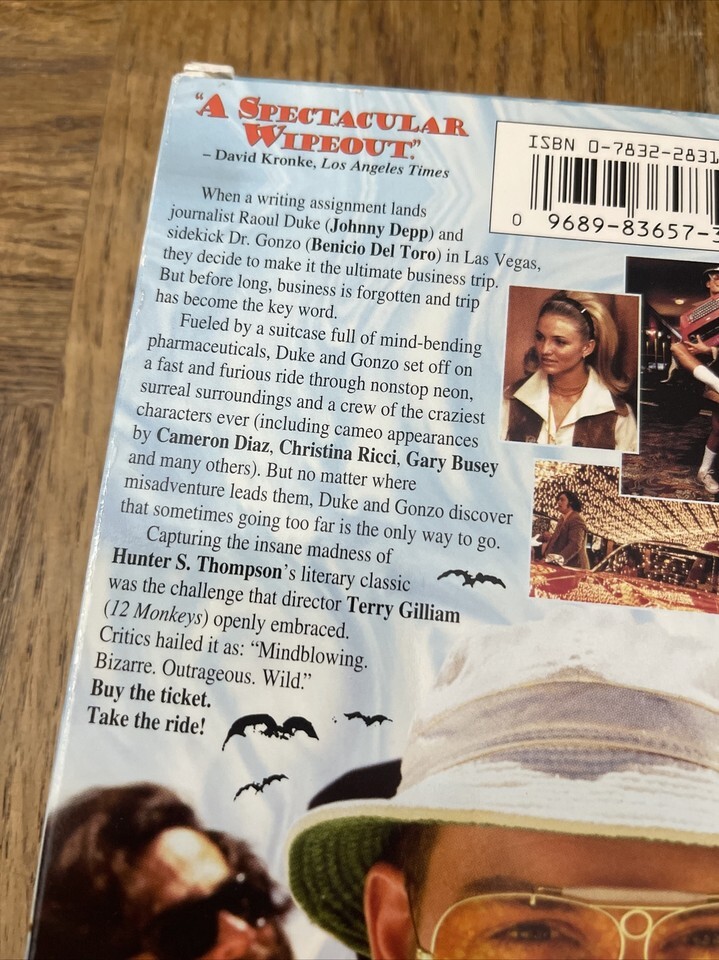 "A SPECTACULAR
WIPEOUT."
– David Kronke, Los Angeles Times
When a writing assignment lands
journalist Raoul Duke (Johnny Depp) and
sidekick Dr. Gonzo (Benicio Del Toro) in Las Vegas,
they decide to make it the ultimate business trip.
But before long, business is forgotten and trip
has become the key word.
Fueled by a suitcase full of mind-bending
pharmaceuticals, Duke and Gonzo set off on
a fast and furious ride through nonstop neon,
surreal surroundings and a crew of the craziest
characters ever (including cameo appearances
by Cameron Diaz, Christina Ricci, Gary Busey
and many others). But no matter where
misadventure leads them, Duke and Gonzo discover
that sometimes going too far is the only way to go.
Capturing the insane madness of
Hunter S. Thompson's literary classic
was the challenge that director Terry Gilliam
(12 Monkeys) openly embraced.
Critics hailed it as: “Mindblowing.
Bizarre. Outrageous. Wild.”
Buy the ticket.
Take the ride!
ISBN 0-7832-2831
0 9689-83657-3